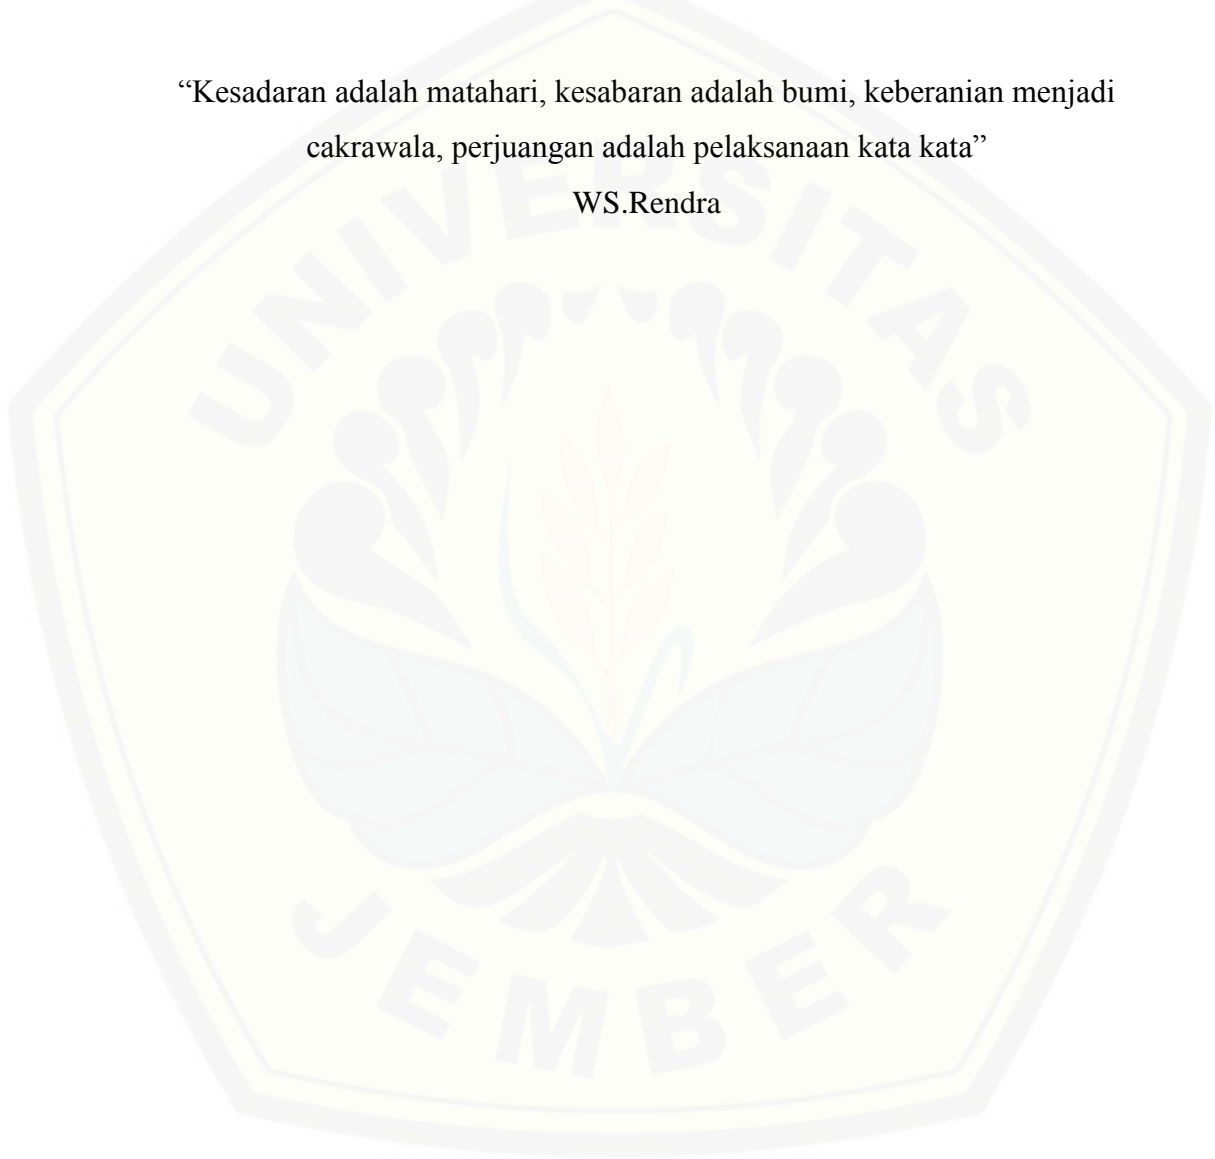 “Kesadaran adalah matahari, kesabaran adalah bumi, keberanian menjadi
cakrawala, perjuangan adalah pelaksanaan kata kata”
WS.Rendra
UNIVERSITAS
JEMBER